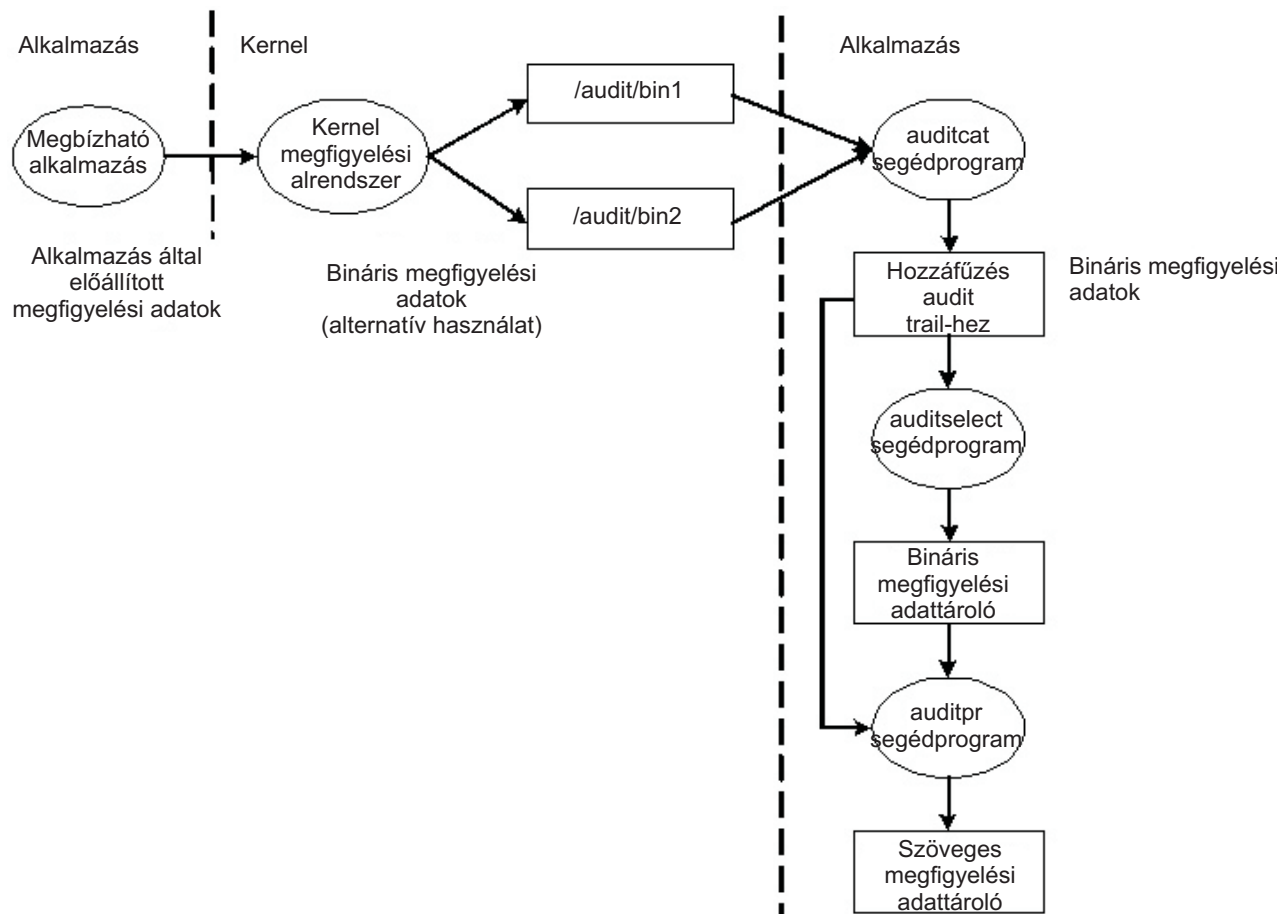 Alkalmazás
Kernel
Alkalmazás
Megbízható
alkalmazás
Kernel
megfigyelési
alrendszer
/audit/bin1
/audit/bin2
auditcat
segédprogram
Alkalmazás által
előállított
megfigyelési adatok
Bináris megfigyelési
adatok
(alternatív használat)
Hozzáfűzés
audit
trail-hez
Bináris megfigyelési
adatok
auditselect
segédprogram
Bináris
megfigyelési
adattároló
auditpr
segédprogram
Szöveges
megfigyelési
adattároló